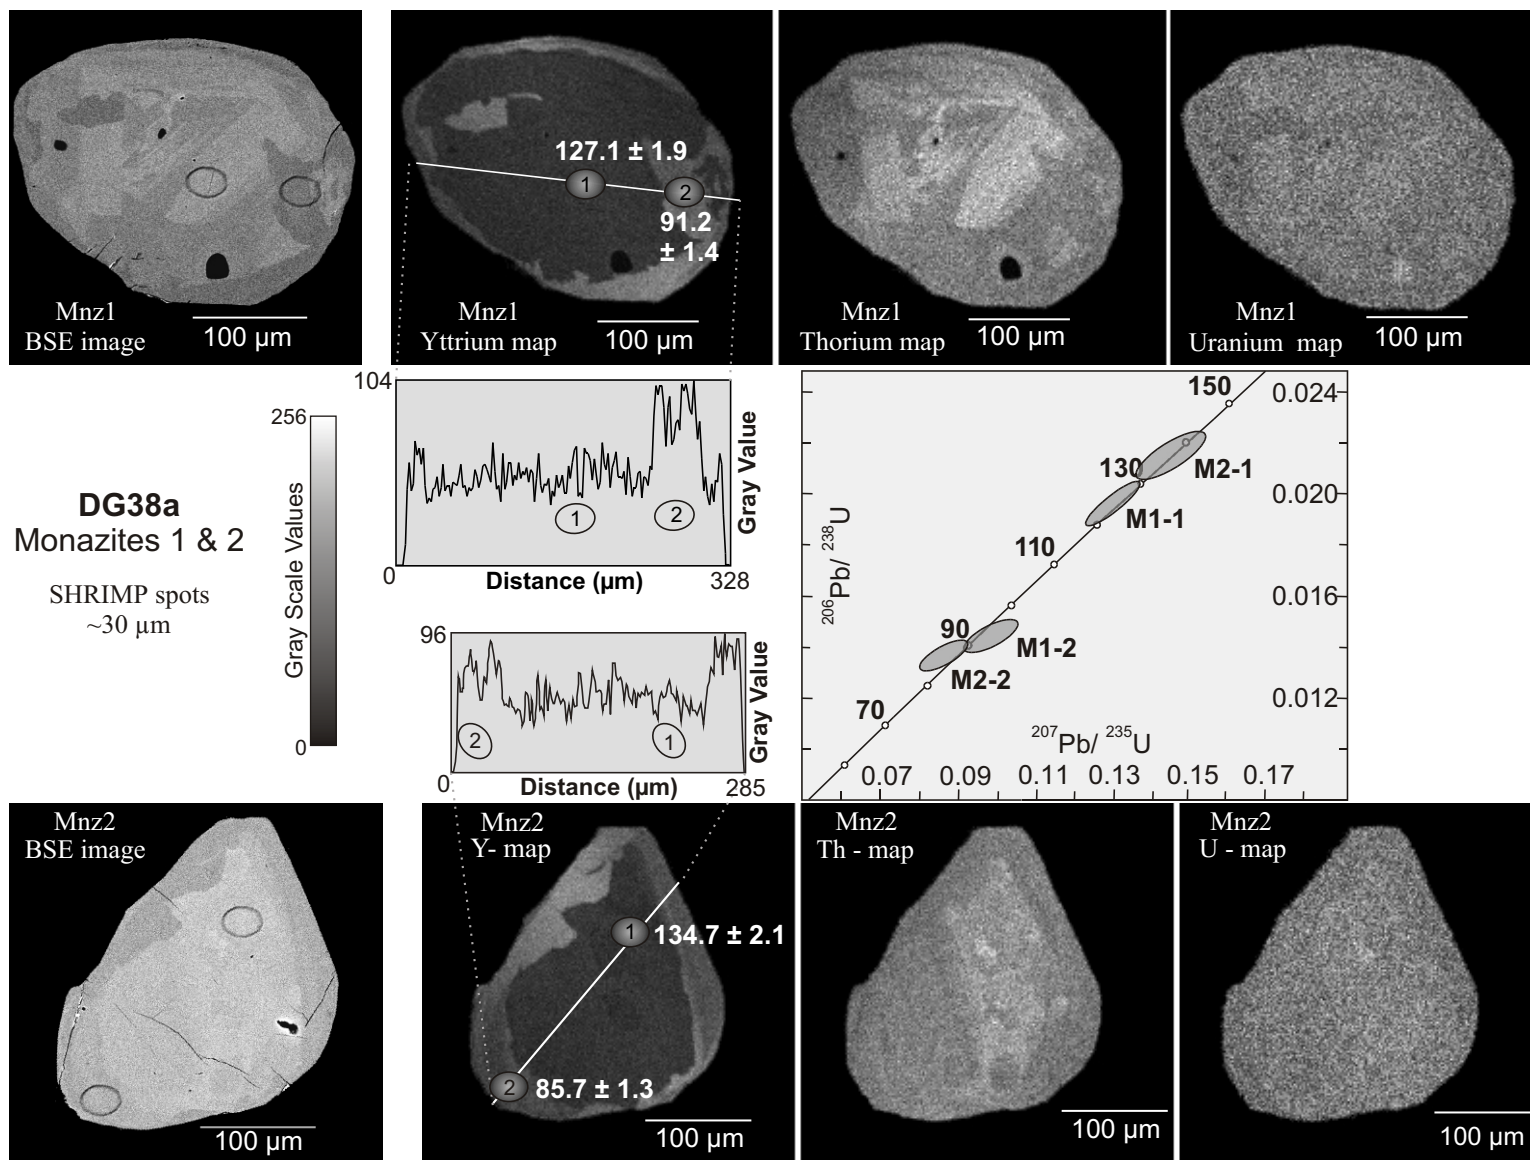 127.1 ± 1.9
1
2
91.2
± 1.4
Mnz1
BSE image
100 µm
Mnz1
Yttrium map
100 µm
Mnz1
Thorium map
100 µm
Mnz1
Uranium map
100 µm
DG38a
Monazites 1 & 2
SHRIMP spots
~30 µm
256
Gray Scale Values
0
104
Gray Value
1
2
0
Distance (µm)
328
96
Gray Value
2
1
0
Distance (µm)
285
150
0.024
130
M2-1
0.020
M1-1
206Pb/ 238U
110
0.016
90
M1-2
M2-2
0.012
70
207Pb/ 235U
0.07 0.09 0.11 0.13 0.15 0.17
Mnz2
BSE image
100 µm
Mnz2
Y- map
1
134.7 ± 2.1
2
85.7 ± 1.3
100 µm
Mnz2
Th - map
100 µm
Mnz2
U - map
100 µm